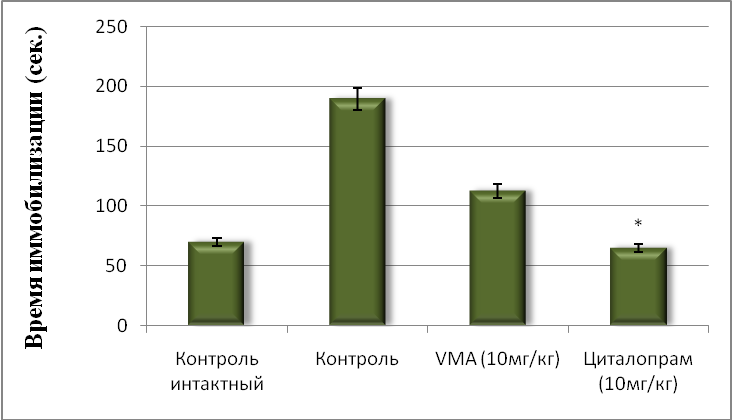 Время иммобилизации (сек.)
250
200
150
100
50
0
*
Контроль
интактный
Контроль
VMA (10мг/кг)
Циталопрам
(10мг/кг)